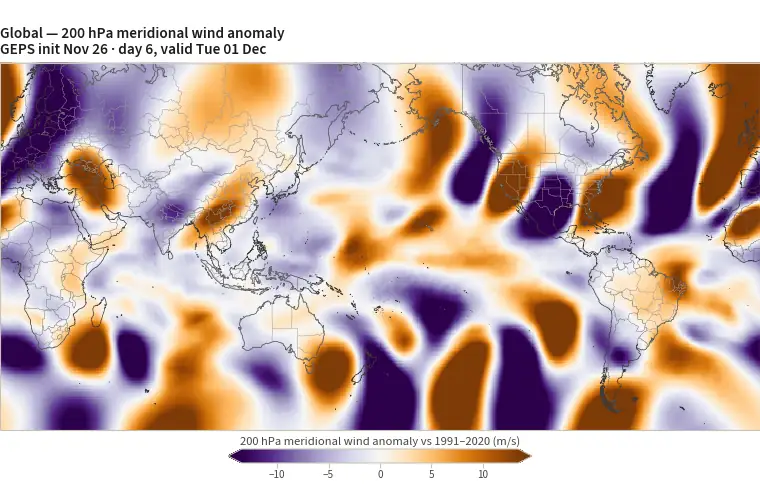 Global — 200 hPa meridional wind anomaly
GEPS init Nov 26 · day 6, valid Tue 01 Dec
200 hPa meridional wind anomaly vs 1991–2020 (m/s)
−10 −5 0 5 10